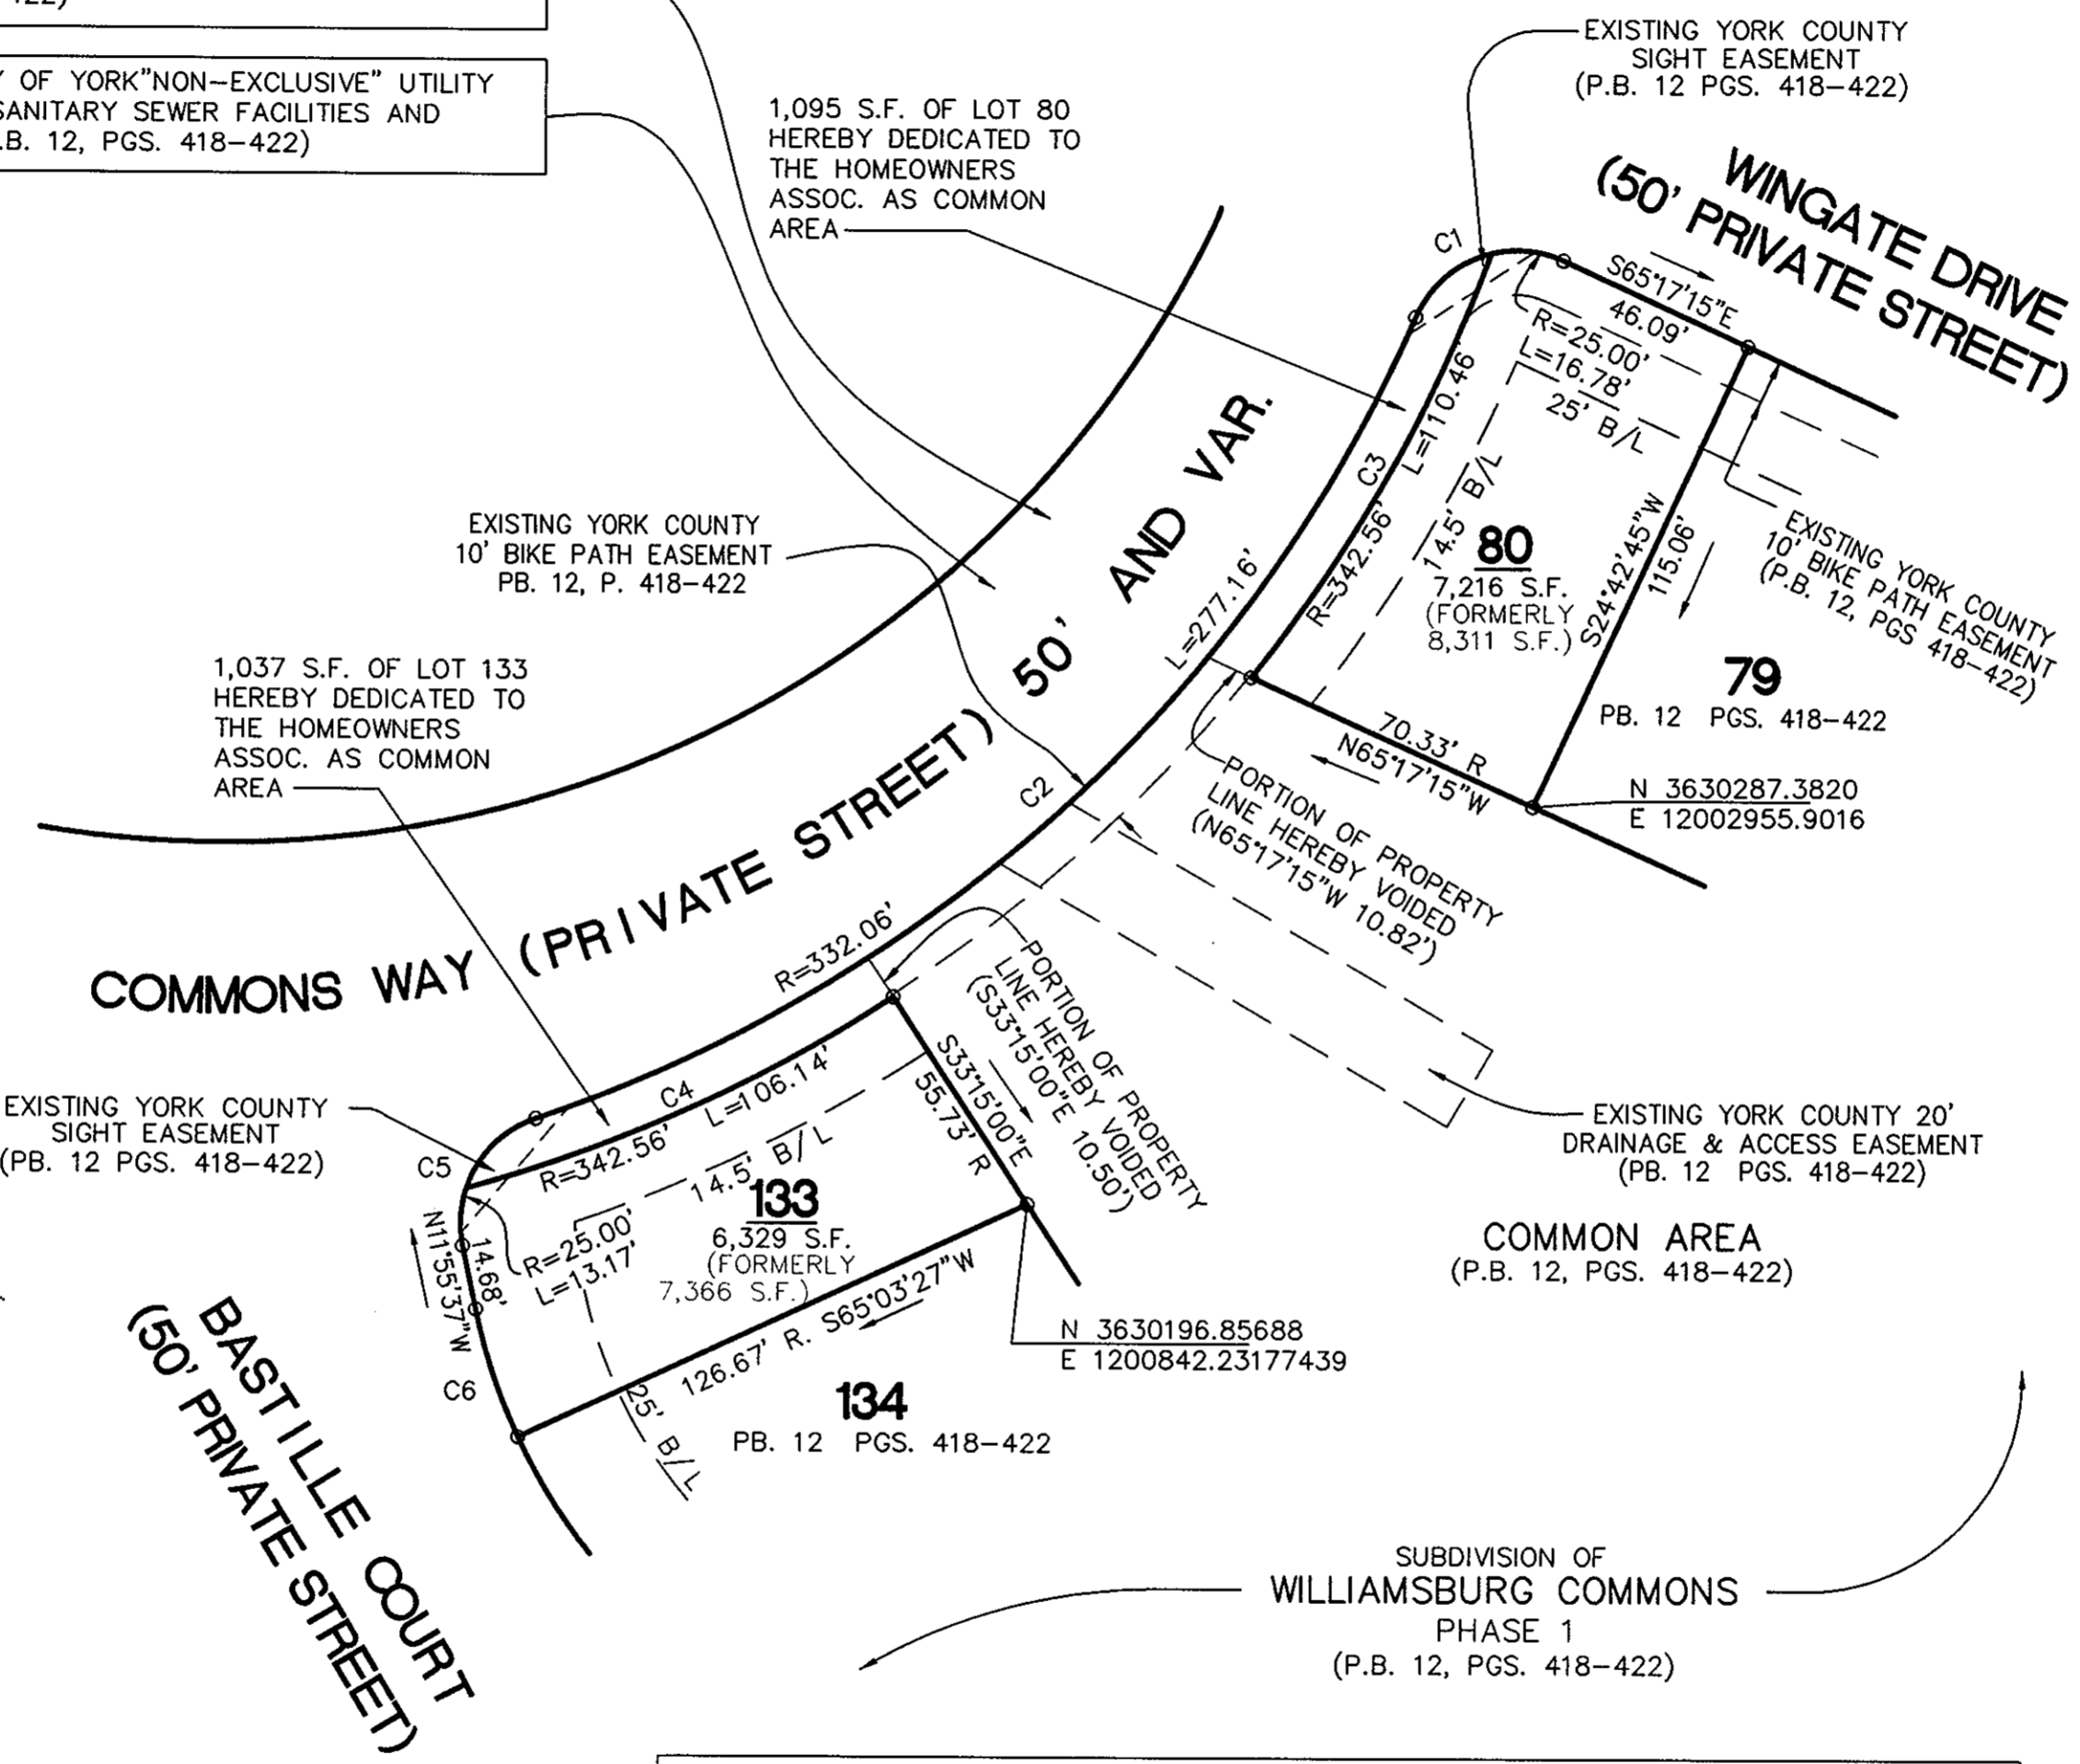 422)
Y OF YORK"NON-EXCLUSIVE" UTILITY
SANITARY SEWER FACILITIES AND
.B. 12, PGS. 418-422)
1,095 S.F. OF LOT 80
HEREBY DEDICATED TO
THE HOMEOWNERS
ASSOC. AS COMMON
AREA
EXISTING YORK COUNTY
SIGHT EASEMENT
(P.B. 12 PGS. 418-422)
WINGATE DRIVE
(50' PRIVATE STREET)
C1
S65°17'15"E
46.09'
R=25.00'
L=16.78'
25' B/L
L=110.46
C3
R=342.56'
14.5' B/L
80
7,216 S.F.
(FORMERLY
8,311 S.F.)
S24°42'45"W
115.06'
EXISTING YORK COUNTY
10' BIKE PATH EASEMENT
(P.B. 12, PGS 418-422)
79
PB. 12 PGS. 418-422
70.33' R
N65°17'15"W
N 3630287.3820
E 12002955.9016
EXISTING YORK COUNTY
10' BIKE PATH EASEMENT
PB. 12, P. 418-422
1,037 S.F. OF LOT 133
HEREBY DEDICATED TO
THE HOMEOWNERS
ASSOC. AS COMMON
AREA
COMMONS WAY (PRIVATE STREET) 50' AND VAR.
L=277.16'
C2
R=332.06'
PORTION OF PROPERTY
LINE HEREBY VOIDED
(N65°17'15"W 10.82')
PORTION OF PROPERTY
LINE HEREBY VOIDED
(S33°15'00"E 10.50')
S33°15'00"E
55.73' R
EXISTING YORK COUNTY
SIGHT EASEMENT
(PB. 12 PGS. 418-422)
C4
L=106.14'
R=342.56'
14.5' B/L
C5
R=25.00'
L=13.17'
N11°55'37"W
14.68'
133
6,329 S.F.
(FORMERLY
7,366 S.F.)
126.67' R. S65°03'27"W
C6
25' B/L
134
PB. 12 PGS. 418-422
N 3630196.85688
E 1200842.23177439
EXISTING YORK COUNTY 20'
DRAINAGE & ACCESS EASEMENT
(PB. 12 PGS. 418-422)
COMMON AREA
(P.B. 12, PGS. 418-422)
BASTILLE COURT
(50' PRIVATE STREET)
SUBDIVISION OF
WILLIAMSBURG COMMONS
PHASE 1
(P.B. 12, PGS. 418-422)